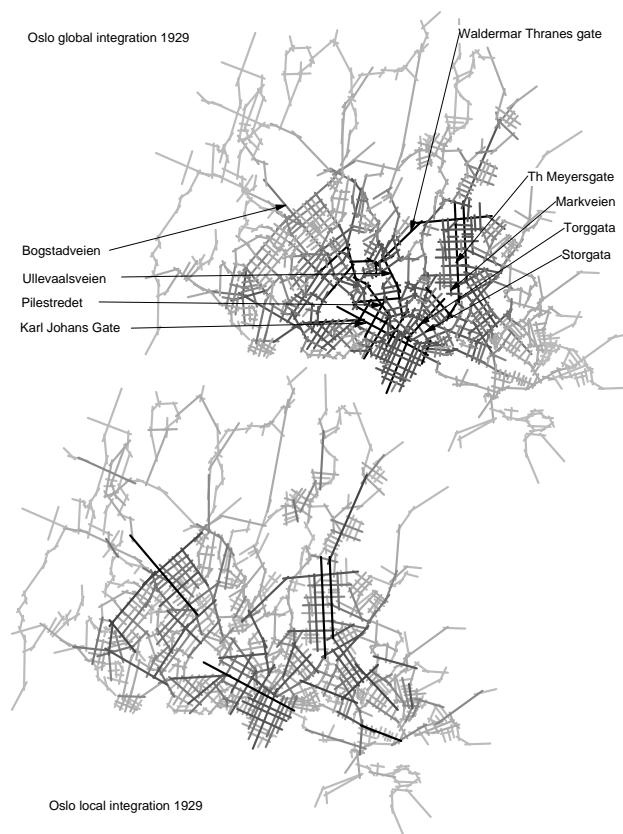 Oslo global integration 1929
Waldermar Thranes gate
Th Meyersgate
Markveien
Torggata
Storgata
Bogstadveien
Ullevaalsveien
Pilestredet
Karl Johans Gate
Oslo local integration 1929